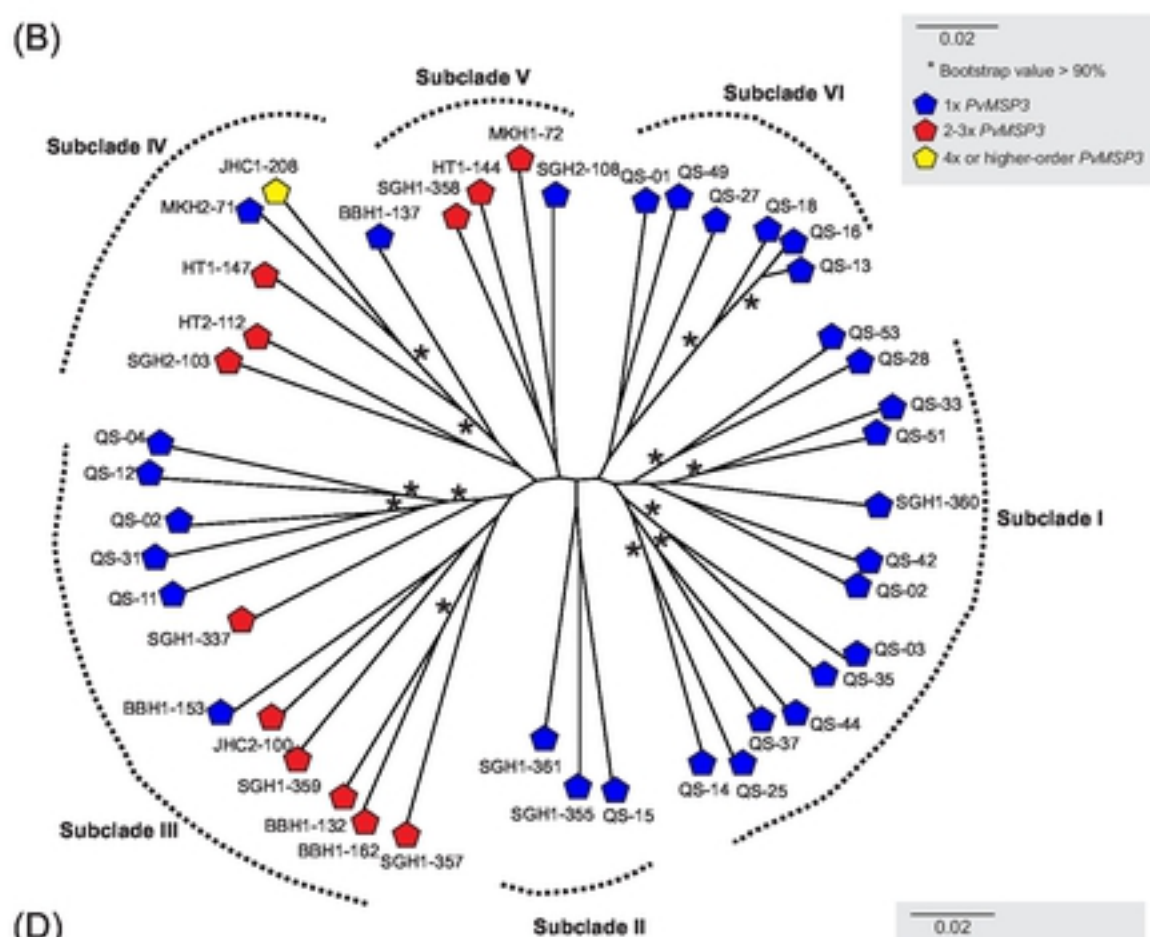 (B)
0.02
* Bootstrap value > 90%
1x PvMSP3
2-3x PvMSP3
4x or higher-order PvMSP3
Subclade V
Subclade VI
Subclade IV
MKH1-72
JHC1-208
HT1-144
SGH2-108
QS-01
QS-49
SGH1-358
QS-27
MKH2-71
BBH1-137
QS-18
QS-16
HT1-147
QS-13
HT2-112
QS-53
SGH2-103
QS-28
QS-33
QS-04
QS-51
QS-12
SGH1-360
QS-02
Subclade I
QS-31
QS-42
QS-02
QS-11
SGH1-337
QS-03
QS-35
BBH1-153
QS-44
JHC2-100
QS-37
SGH1-361
SGH1-359
QS-14
QS-25
SGH1-355
QS-15
BBH1-132
Subclade III
BBH1-162
SGH1-357
Subclade II
(D)
0.02